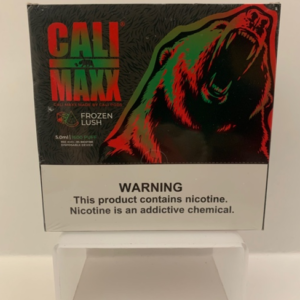 CALI
MAXX
FROZEN
LUSH
WARNING
This product contains nicotine.
Nicotine is an addictive chemical.